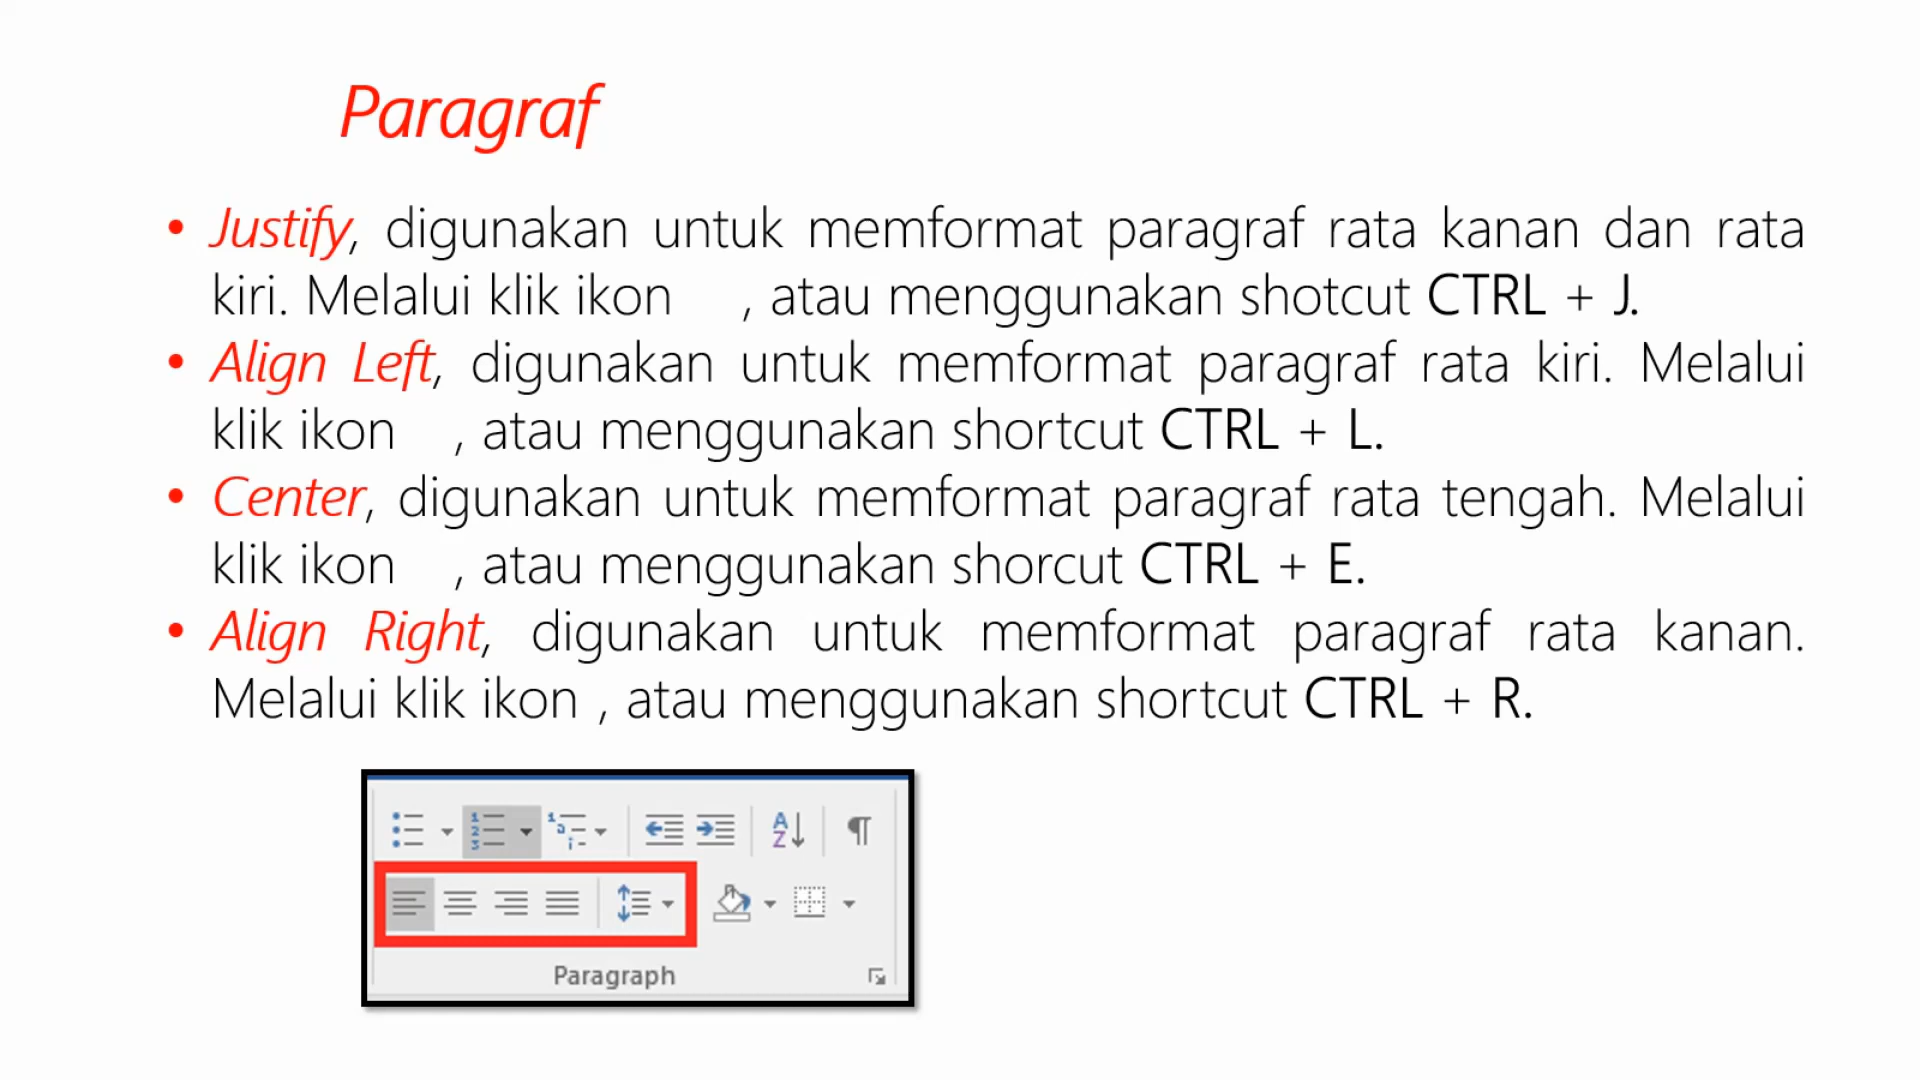 Paragraf
• Justify, digunakan untuk memformat paragraf rata kanan dan rata
kiri. Melalui klik ikon , atau menggunakan shotcut CTRL + J.
• Align Left, digunakan untuk memformat paragraf rata kiri. Melalui
klik ikon , atau menggunakan shortcut CTRL + L.
• Center, digunakan untuk memformat paragraf rata tengah. Melalui
klik ikon , atau menggunakan shorcut CTRL + E.
• Align Right, digunakan untuk memformat paragraf rata kanan.
Melalui klik ikon , atau menggunakan shortcut CTRL + R.
Paragraph